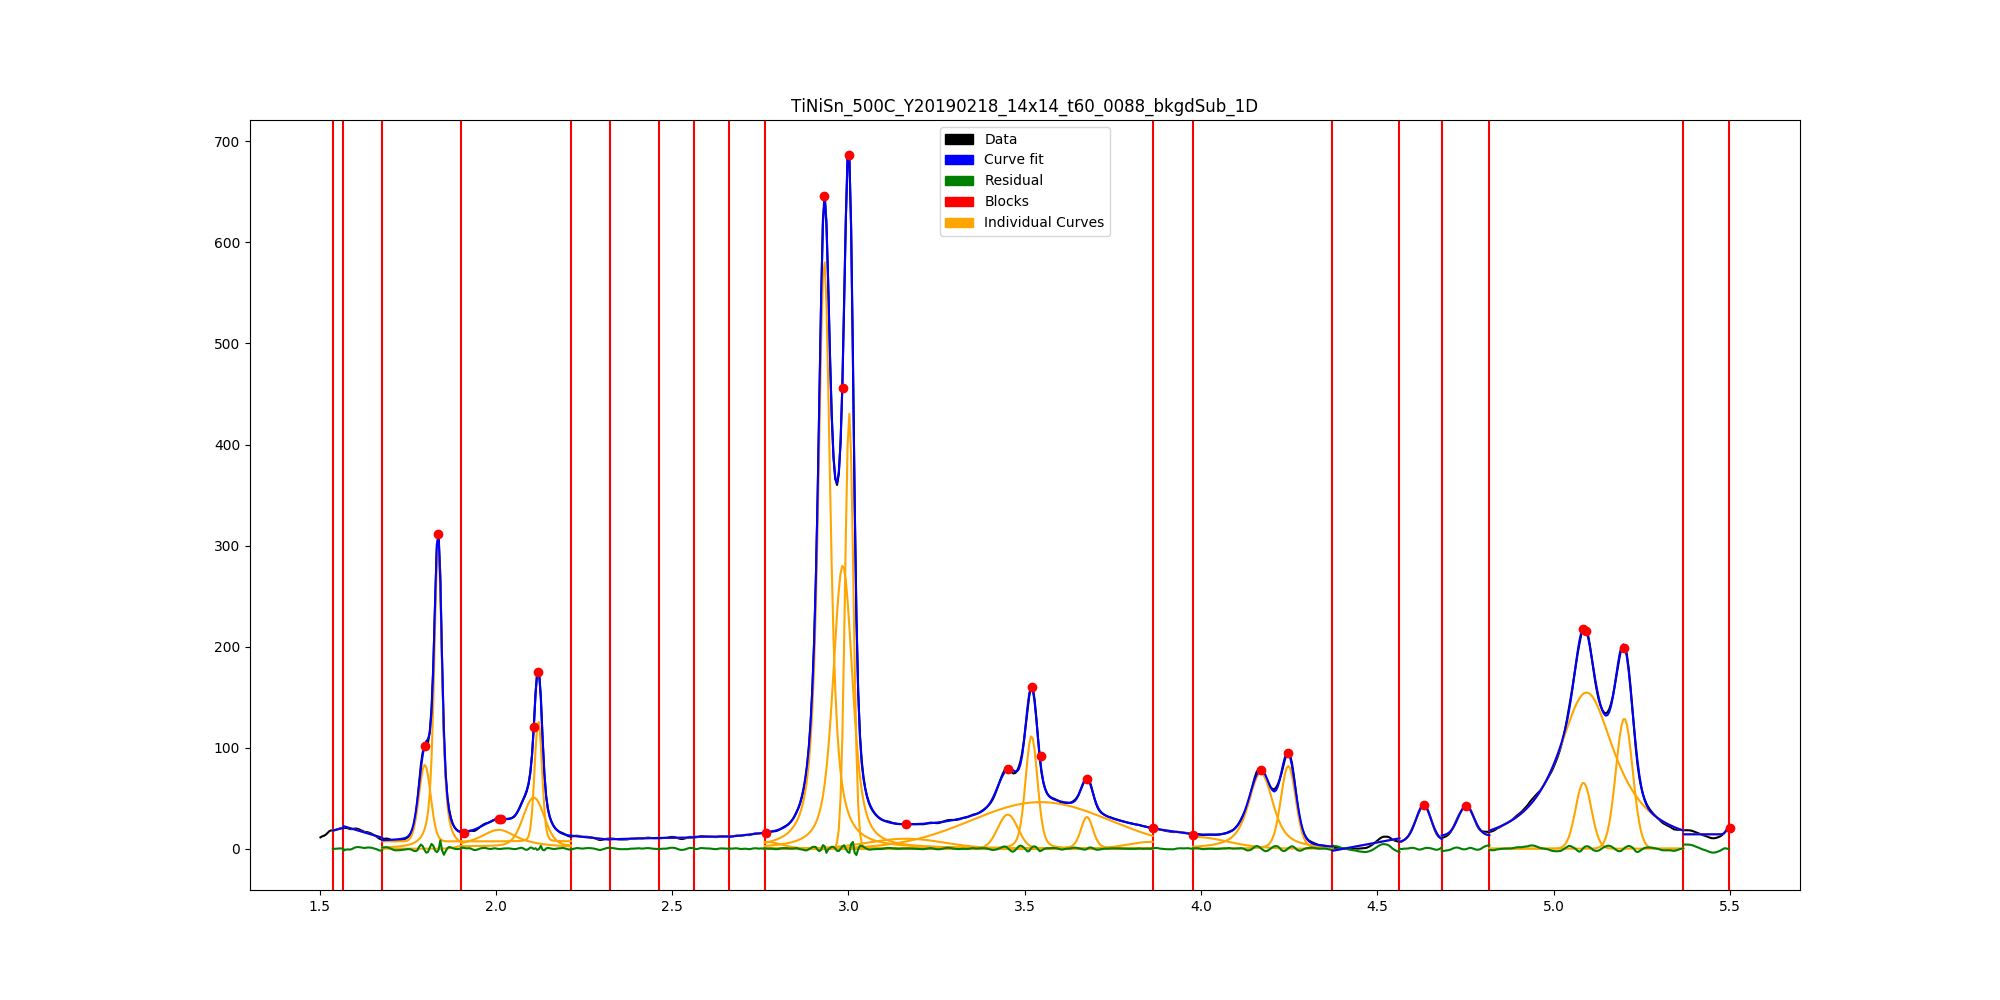 TiNiSn_500C_Y20190218_14x14_t60_0088_bkgdSub_1D
700
600
500
400
300
200
100
0
Data
Curve fit
Residual
Blocks
Individual Curves
1.5 2.0 2.5 3.0 3.5 4.0 4.5 5.0 5.5